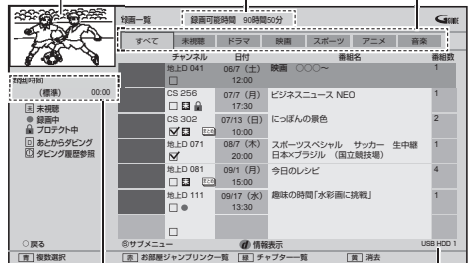 録画一覧
録画可能時間 90時間50分
GUIDE
すべて 未視聴 ドラマ 映画 スポーツ アニメ 音楽
チャンネル 日付 番組名 番組数
地上D 041 06/7 (土) 映画 ○○○～ 1
12:00
録画時間
(標準) 00:00
未 未視聴
録画中
プロテクト中
D あとからダビング
ダビング履歴参照
CS 256 07/7 (月) ビジネスニュース NEO 1
17:30
CS 302 07/13 (日) にっぽんの景色 2
10:00
地上D 071 08/7 (木) スポーツスペシャル サッカー 生中継 1
20:00 日本×ブラジル (国立競技場)
地上D 081 09/1 (月) 今日のレシピ 4
15:00
地上D 111 09/17 (水) 趣味の時間「水彩画に挑戦」 1
13:30
戻る サブメニュー d 情報表示 USB HDD 1
青 複数選択 赤 お部屋ジャンプリンク一覧 緑 チャプター一覧 黄 消去